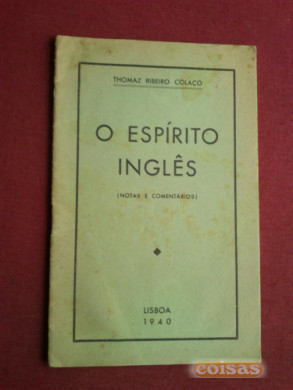 THOMAZ RIBEIRO COLAÇO
O ESPÍRITO
INGLÊS
(NOTAS E COMENTÁRIOS)
LISBOA
1940
coisas